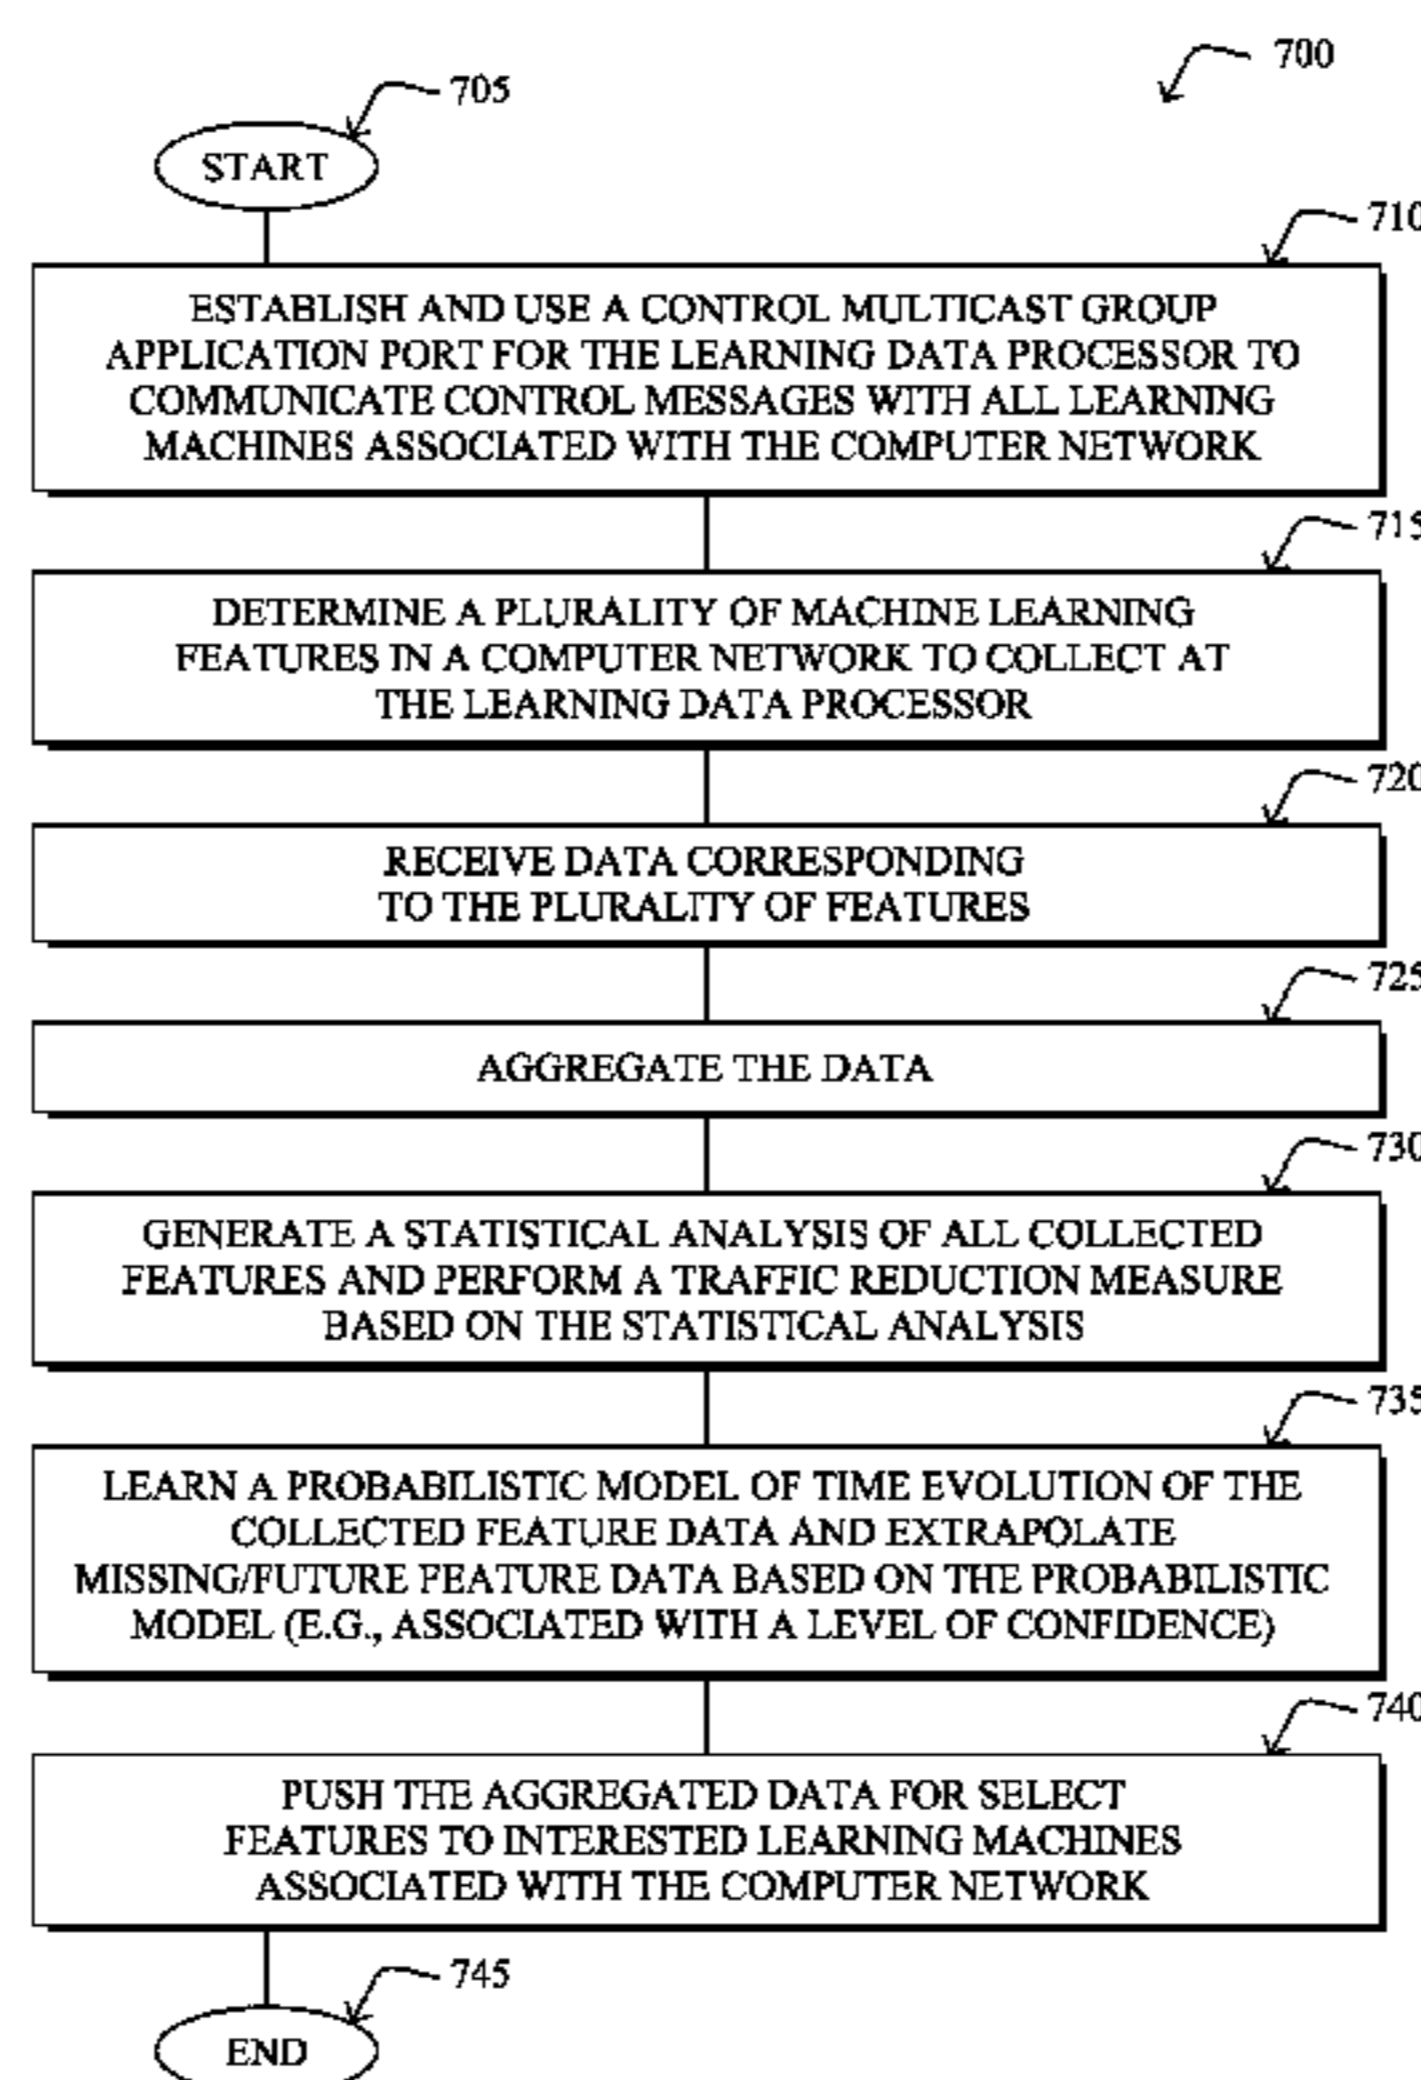 700
705
START
710
ESTABLISH AND USE A CONTROL MULTICAST GROUP
APPLICATION PORT FOR THE LEARNING DATA PROCESSOR TO
COMMUNICATE CONTROL MESSAGES WITH ALL LEARNING
MACHINES ASSOCIATED WITH THE COMPUTER NETWORK
715
DETERMINE A PLURALITY OF MACHINE LEARNING
FEATURES IN A COMPUTER NETWORK TO COLLECT AT
THE LEARNING DATA PROCESSOR
720
RECEIVE DATA CORRESPONDING
TO THE PLURALITY OF FEATURES
725
AGGREGATE THE DATA
730
GENERATE A STATISTICAL ANALYSIS OF ALL COLLECTED
FEATURES AND PERFORM A TRAFFIC REDUCTION MEASURE
BASED ON THE STATISTICAL ANALYSIS
735
LEARN A PROBABILISTIC MODEL OF TIME EVOLUTION OF THE
COLLECTED FEATURE DATA AND EXTRAPOLATE
MISSING/FUTURE FEATURE DATA BASED ON THE PROBABILISTIC
MODEL (E.G., ASSOCIATED WITH A LEVEL OF CONFIDENCE)
740
PUSH THE AGGREGATED DATA FOR SELECT
FEATURES TO INTERESTED LEARNING MACHINES
ASSOCIATED WITH THE COMPUTER NETWORK
745
END